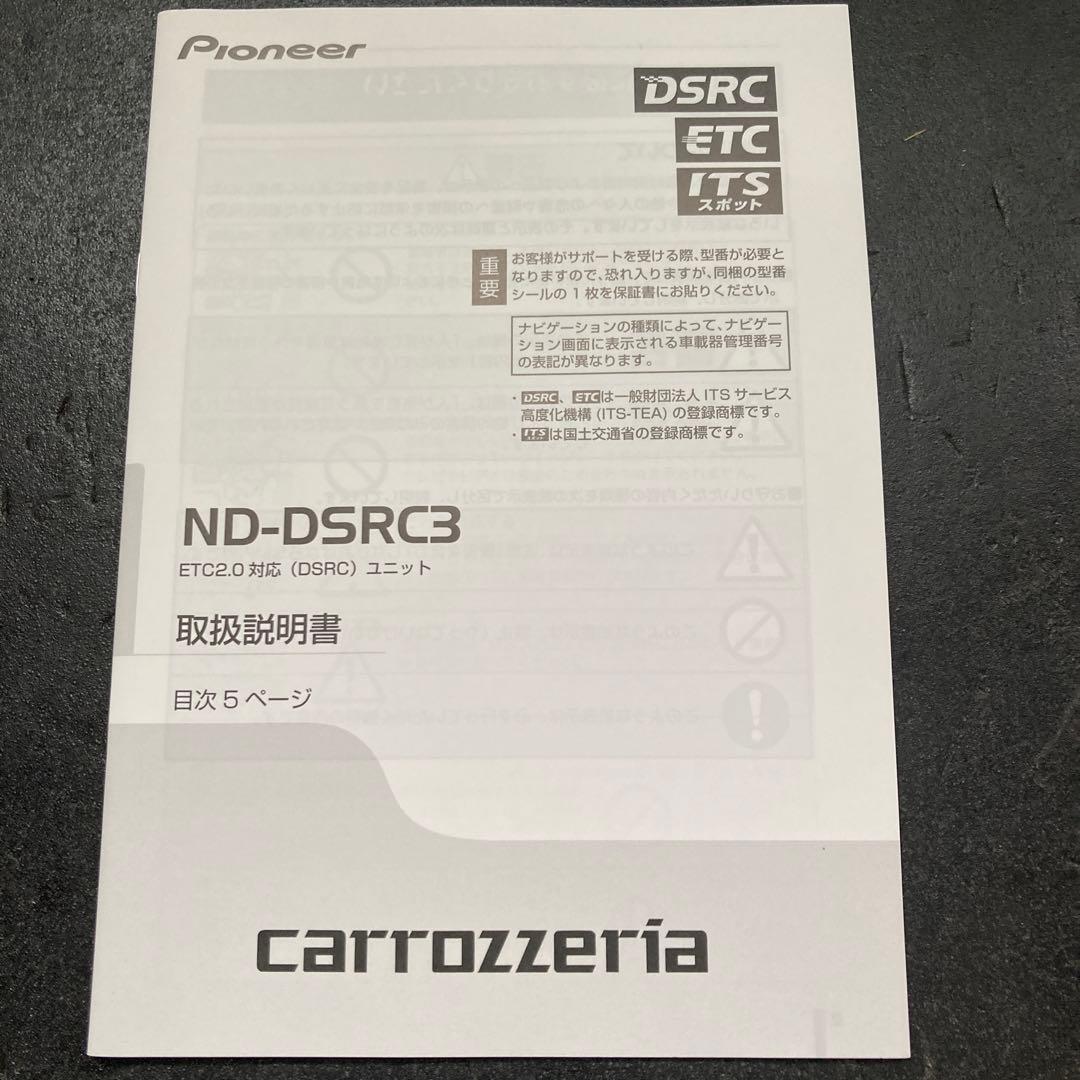 Pioneer
DSRC
ETC
ITS
スポット
重要
お客様がサポートを受ける際、型番が必要と
なりますので、恐れ入りますが、同梱の型番
シールの1枚を保証書にお貼りください。
ナビゲーションの種類によって、ナビゲー
ション画面に表示される車載器管理番号
の表記が異なります。
・DSRC、ETCは一般財団法人ITSサービス
高度化機構(ITS-TEA)の登録商標です。
・ITSは国土交通省の登録商標です。
ND-DSRC3
ETC2.0対応(DSRC)ユニット
取扱説明書
目次5ページ
carrozzeria